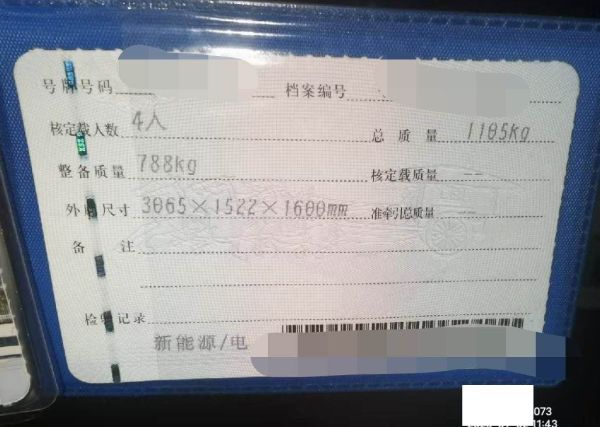 号牌号码 档案编号
核定载人数 4人 总质量 1105kg
整备质量 788kg 核定载质量 --
外廓尺寸 3065×1522×1600mm 准牵引总质量 --
备注
检验记录
新能源/电
073
11:43